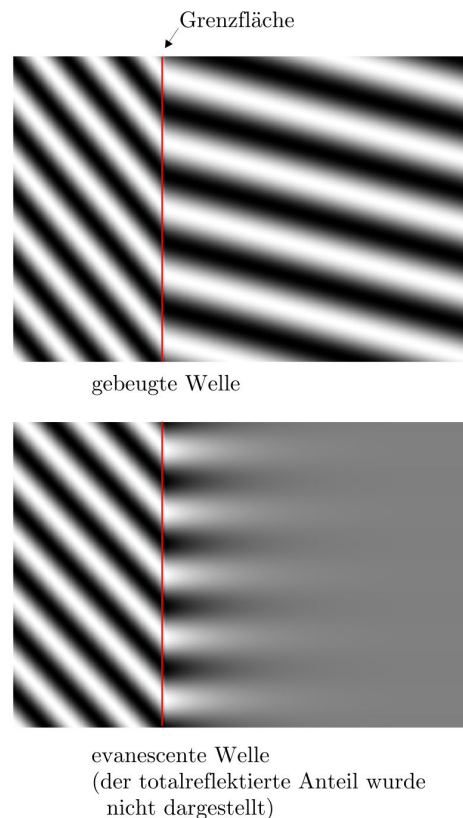 Grenzfläche
gebeugte Welle
evanescente Welle
(der totalreflektierte Anteil wurde
nicht dargestellt)